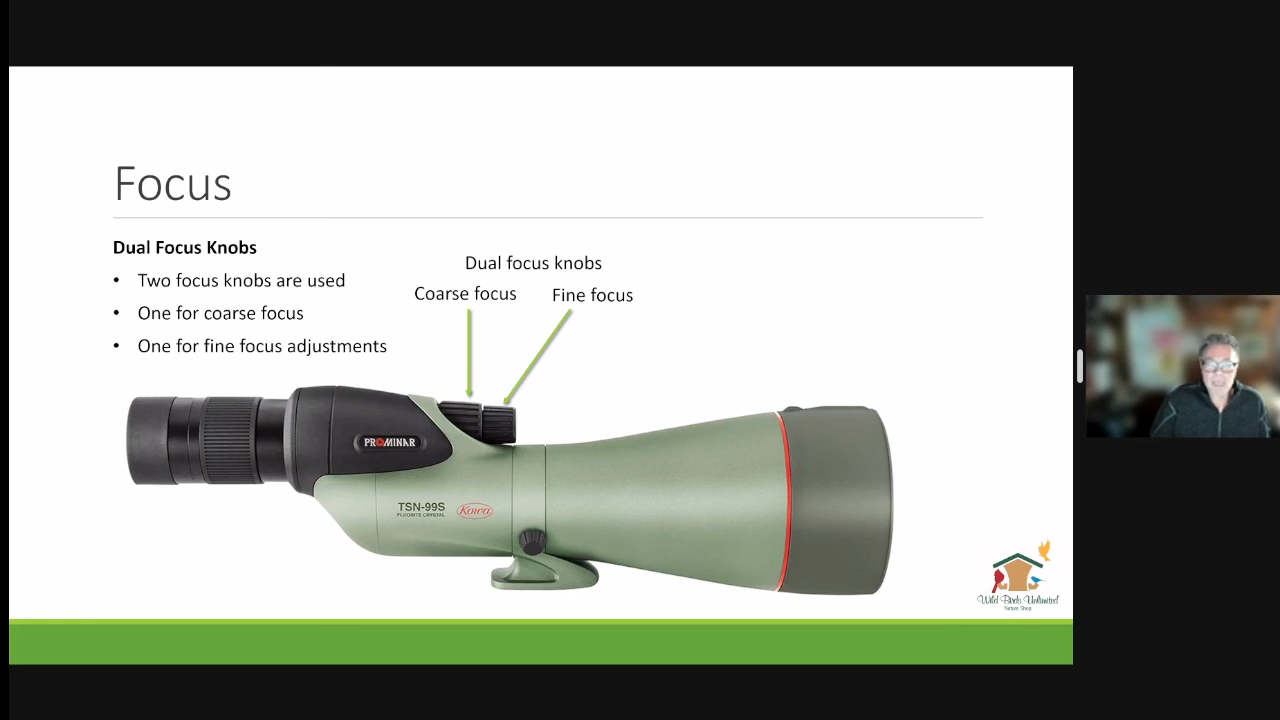 Focus
Dual Focus Knobs
• Two focus knobs are used
• One for coarse focus
• One for fine focus adjustments
Dual focus knobs
Coarse focus
Fine focus
PROMINAR
TSN-99S
FLUORITE CRYSTAL
Kowa
Wild Birds Unlimited
Nature Shop